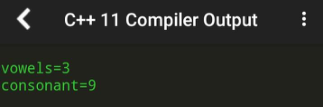 C++ 11 Compiler Output
vowels=3
consonant=9